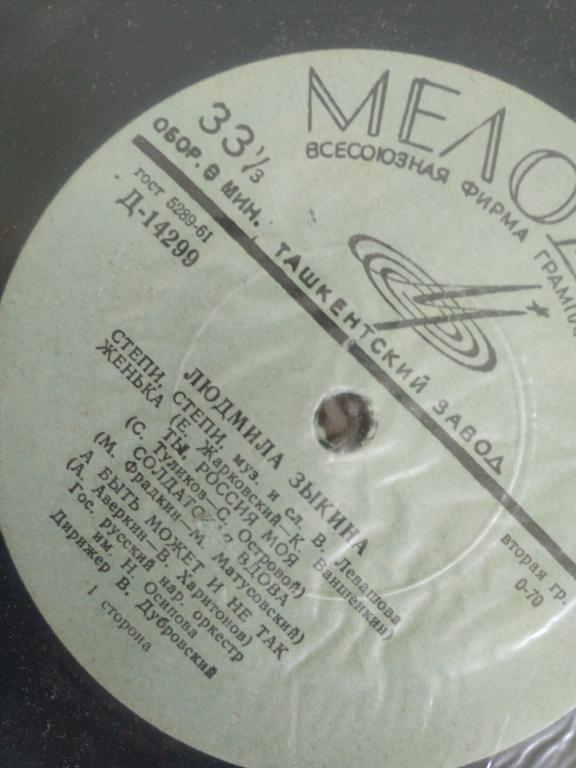 МЕЛОД
ВСЕСОЮЗНАЯ ФИРМА ГРАМПЛ
33⅓
ОБОР. В МИН.
ТАШКЕНТСКИЙ ЗАВОД
ГОСТ 5289-61
Д-14299
вторая гр.
0-70
ЛЮДМИЛА ЗЫКИНА
СТЕПИ, СТЕПИ, муз. и сл. В. Левашова
ЖЕНЬКА (Е. Жарковский—К. Ваншенкин)
ТЫ, РОССИЯ МОЯ
(С. Туликов—С. Островой)
СОЛДАТСКАЯ ВДОВА
(М. Фрадкин—М. Матусовский)
А БЫТЬ МОЖЕТ И НЕ ТАК
(А. Аверкин—В. Харитонов)
Гос. русский нар. оркестр
им. Н. Осипова
Дирижер В. Дубровский
1 сторона